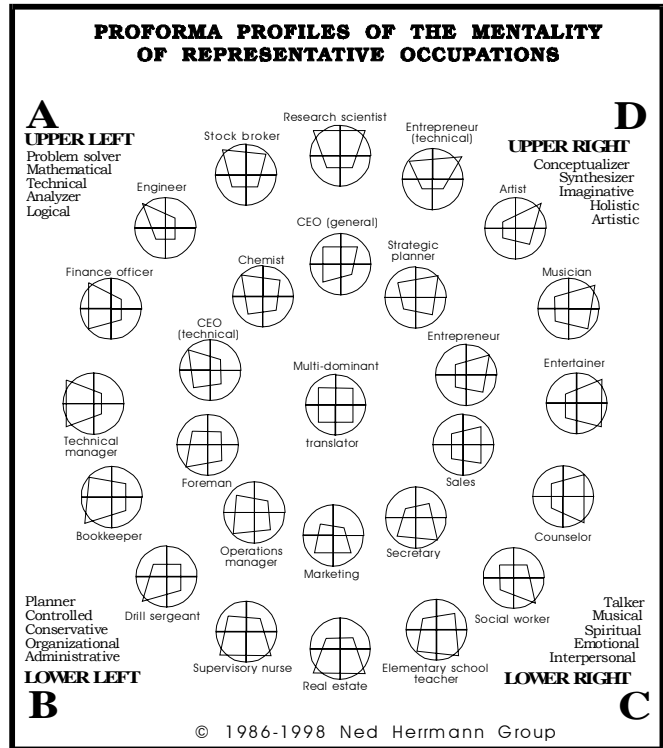 PROFORMA PROFILES OF THE MENTALITY
OF REPRESENTATIVE OCCUPATIONS
A
UPPER LEFT
Problem solver
Mathematical
Technical
Analyzer
Logical
D
UPPER RIGHT
Conceptualizer
Synthesizer
Imaginative
Holistic
Artistic
Research scientist
Stock broker
Entrepreneur
(technical)
Engineer
Artist
CEO (general)
Strategic
planner
Chemist
Finance officer
Musician
CEO
(technical)
Entrepreneur
Multi-dominant
translator
Entertainer
Technical
manager
Foreman
Sales
Bookkeeper
Counselor
Operations
manager
Marketing
Secretary
Drill sergeant
Social worker
Supervisory nurse
Real estate
Elementary school
teacher
Planner
Controlled
Conservative
Organizational
Administrative
LOWER LEFT
B
Talker
Musical
Spiritual
Emotional
Interpersonal
LOWER RIGHT
C
© 1986-1998 Ned Herrmann Group